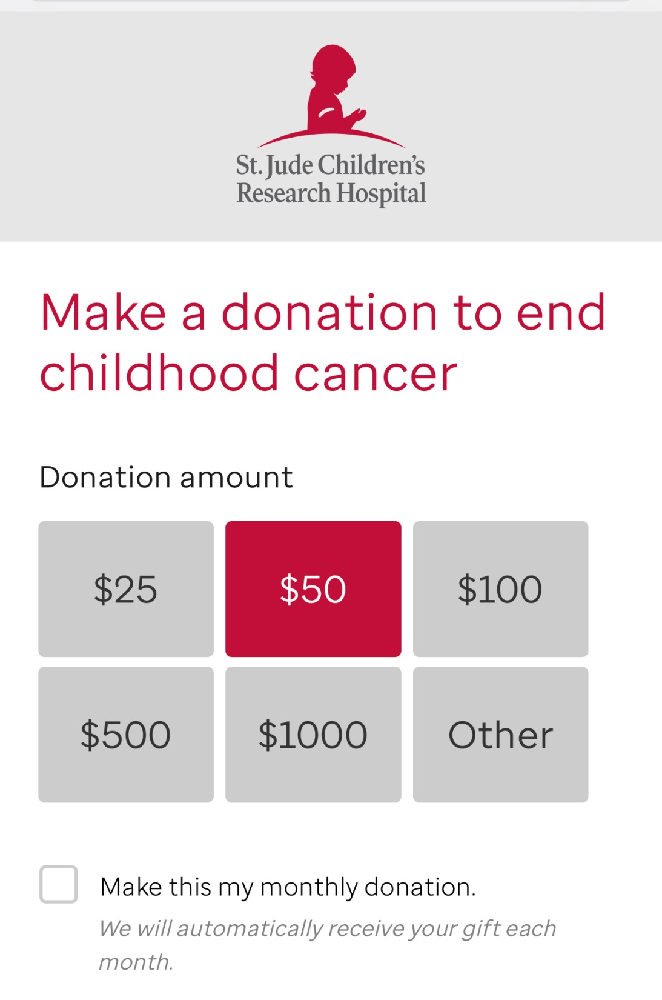 St. Jude Children's
Research Hospital
Make a donation to end
childhood cancer
Donation amount
$25
$50
$100
$500
$1000
Other
Make this my monthly donation.
We will automatically receive your gift each
month.